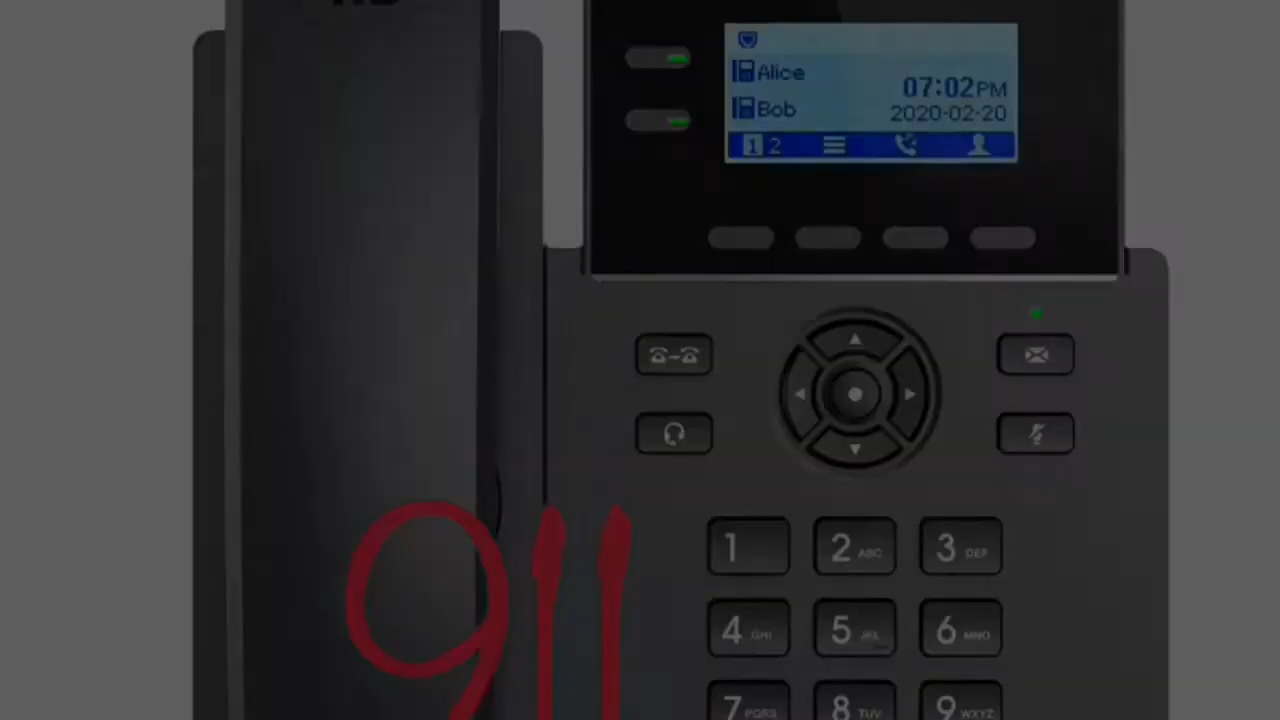 Alice
07:02PM
Bob
2020-02-20
1 2
911
1
2 ABC
3 DEF
4 GHI
5 JKL
6 MNO
7 PQRS
8 TUV
9 WXYZ